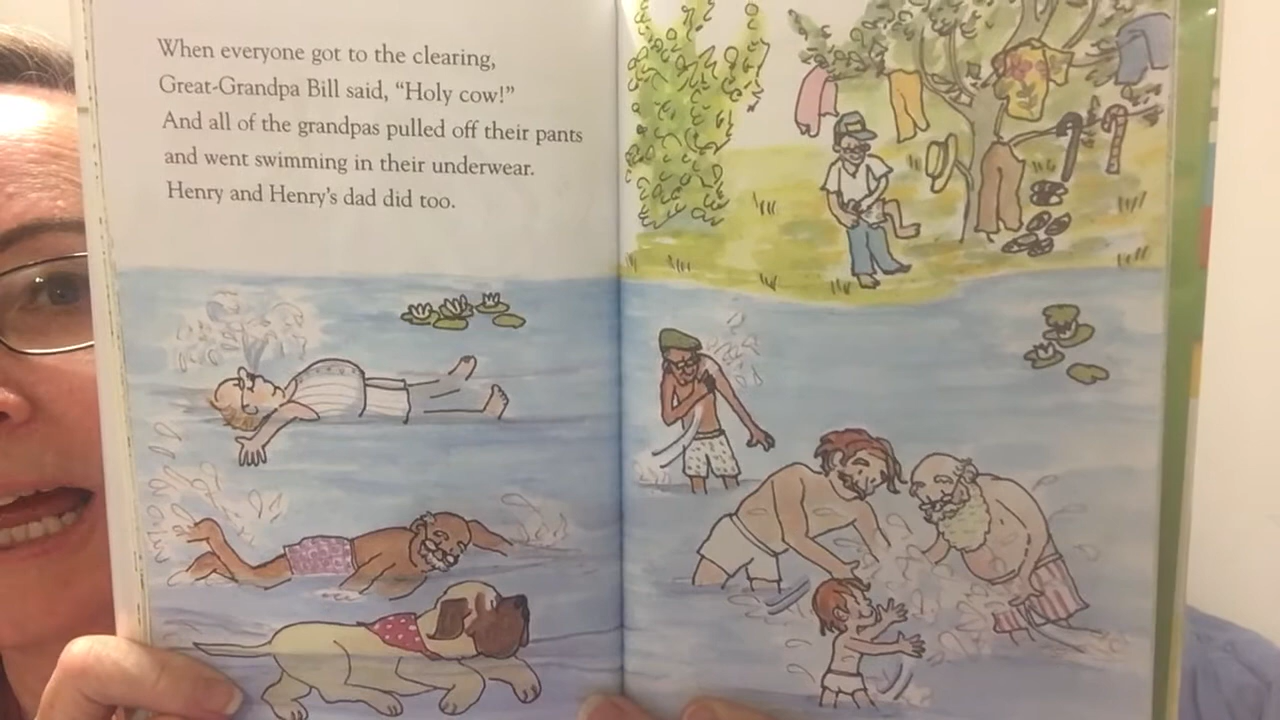 When everyone got to the clearing,
Great-Grandpa Bill said, “Holy cow!”
And all of the grandpas pulled off their pants
and went swimming in their underwear.
Henry and Henry’s dad did too.